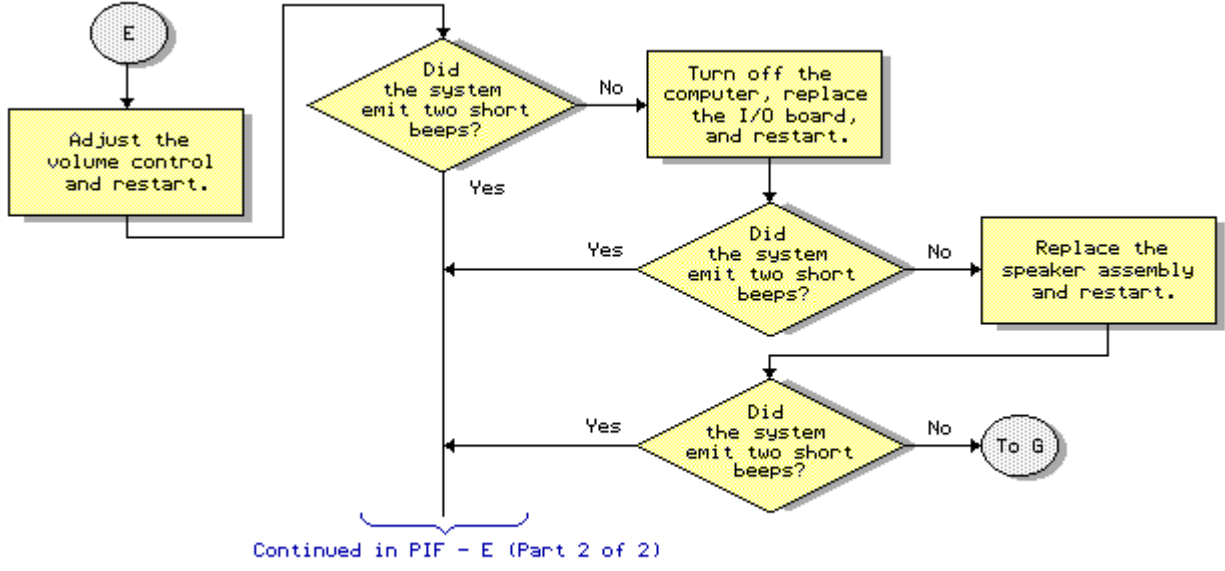 E
Adjust the
volume control
and restart.
Did
the system
emit two short
beeps?
No
Yes
Turn off the
computer, replace
the I/O board,
and restart.
Did
the system
emit two short
beeps?
Yes
No
Replace the
speaker assembly
and restart.
Did
the system
emit two short
beeps?
Yes
No
To G
Continued in PIF - E (Part 2 of 2)